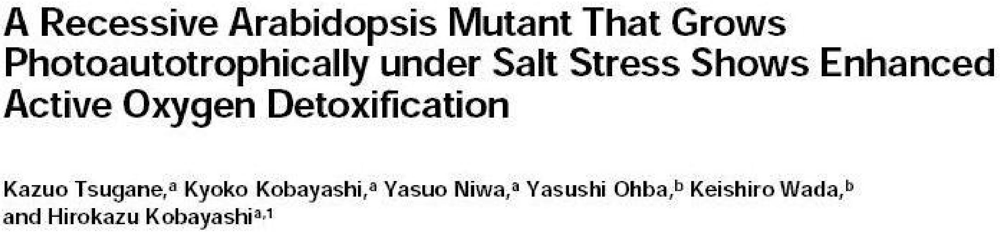 A Recessive Arabidopsis Mutant That Grows
Photoautotrophically under Salt Stress Shows Enhanced
Active Oxygen Detoxification
Kazuo Tsugane,ᵃ Kyoko Kobayashi,ᵃ Yasuo Niwa,ᵃ Yasushi Ohba,ᵇ Keishiro Wada,ᵇ
and Hirokazu Kobayashiᵃ,¹